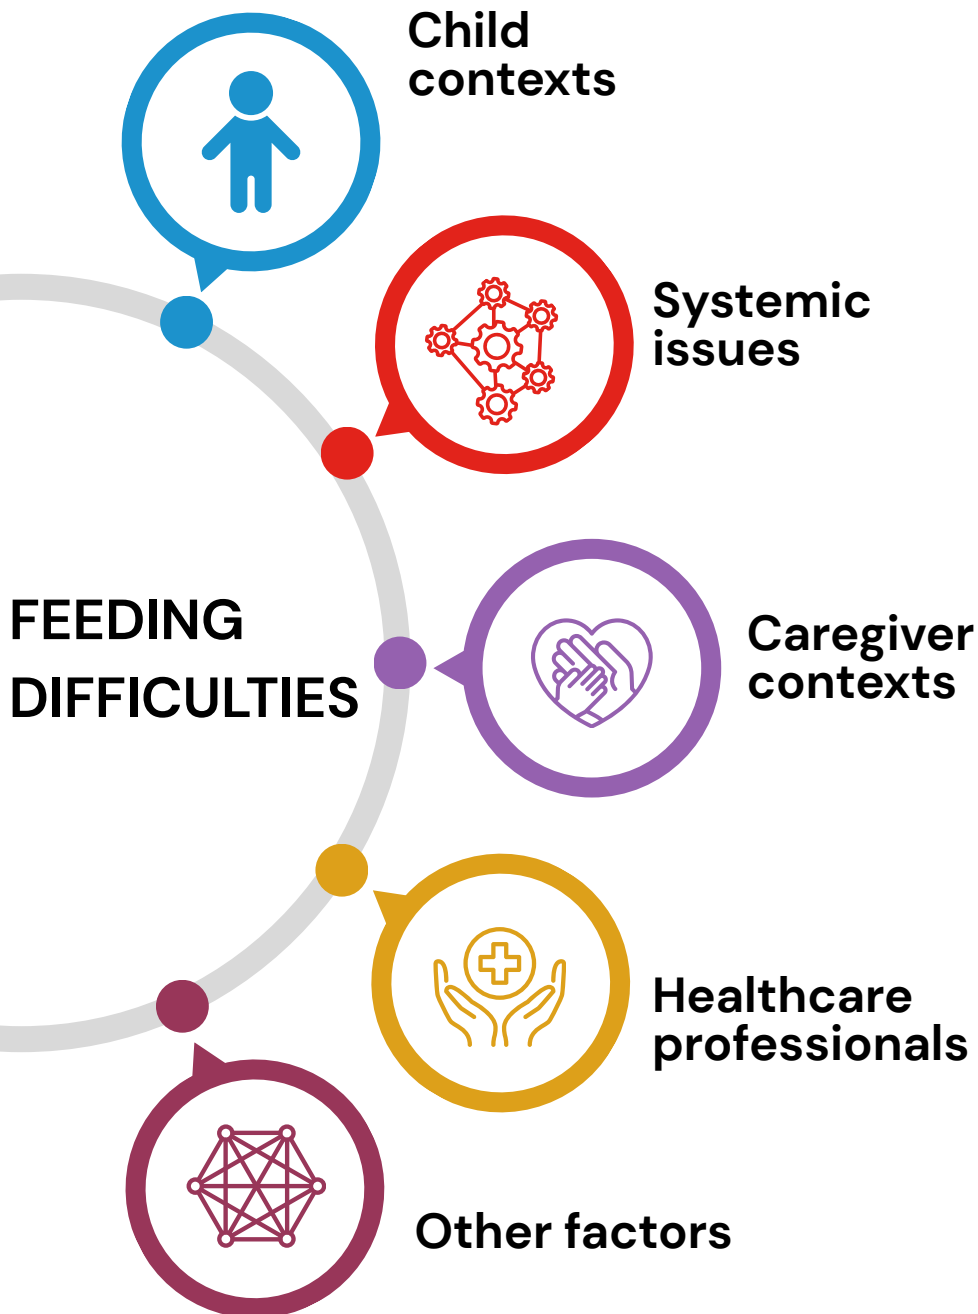 Child
contexts
Systemic
issues
FEEDING
DIFFICULTIES
Caregiver
contexts
Healthcare
professionals
Other factors